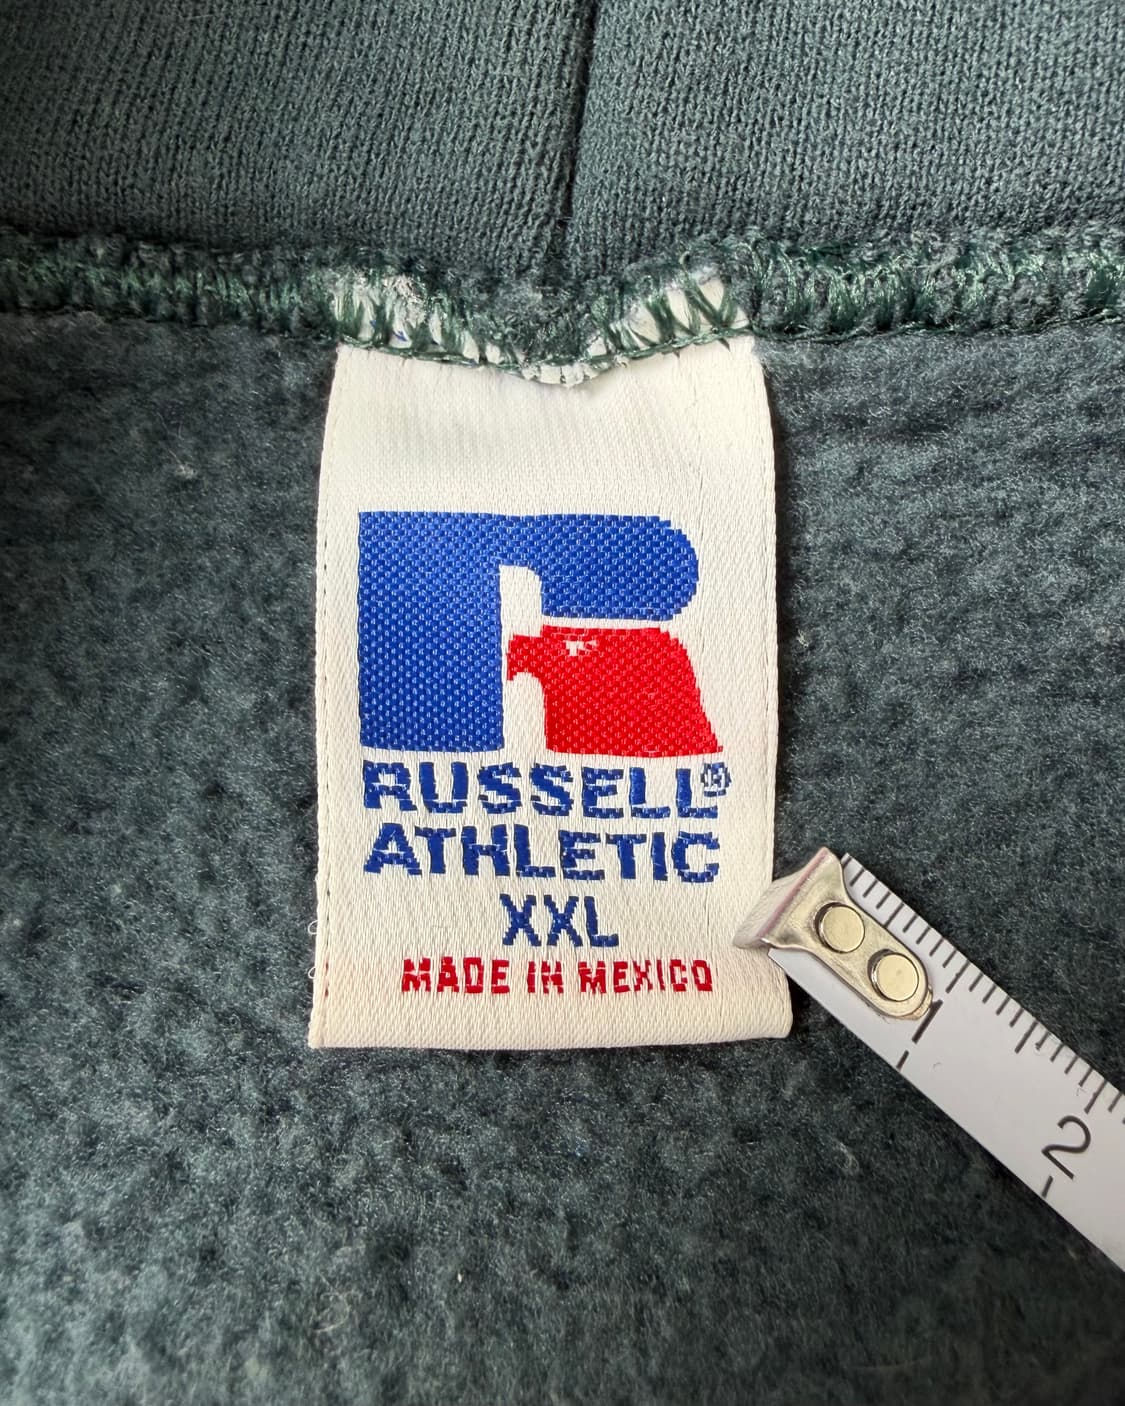 RUSSELL®
ATHLETIC
XXL
MADE IN MEXICO
1
2